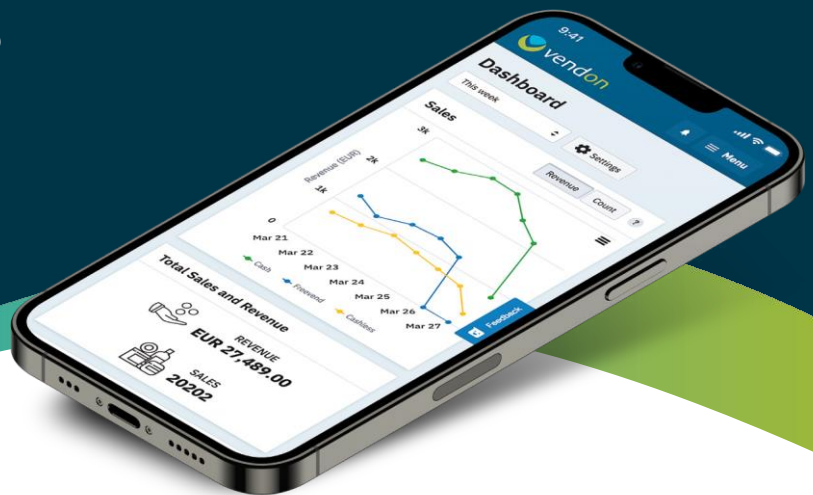 9:41
vendon
Menu
Dashboard
This week
Settings
Sales
Revenue
Count
?
Revenue (EUR)
3k
2k
1k
0
Mar 21
Mar 22
Mar 23
Mar 24
Mar 25
Mar 26
Mar 27
Cash
Freevend
Cashless
Feedback
Total Sales and Revenue
REVENUE
EUR 27,489.00
SALES
20202